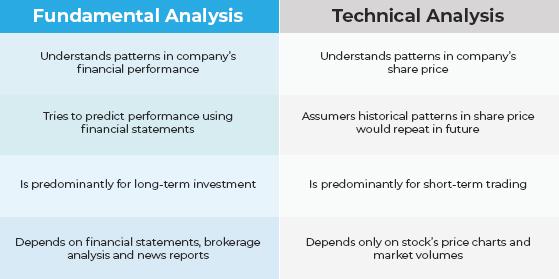 Fundamental Analysis
Technical Analysis
Understands patterns in company's
financial performance
Understands patterns in company's
share price
Tries to predict performance using
financial statements
Assumers historical patterns in share price
would repeat in future
Is predominantly for long-term investment
Is predominantly for short-term trading
Depends on financial statements, brokerage
analysis and news reports
Depends only on stock's price charts and
market volumes